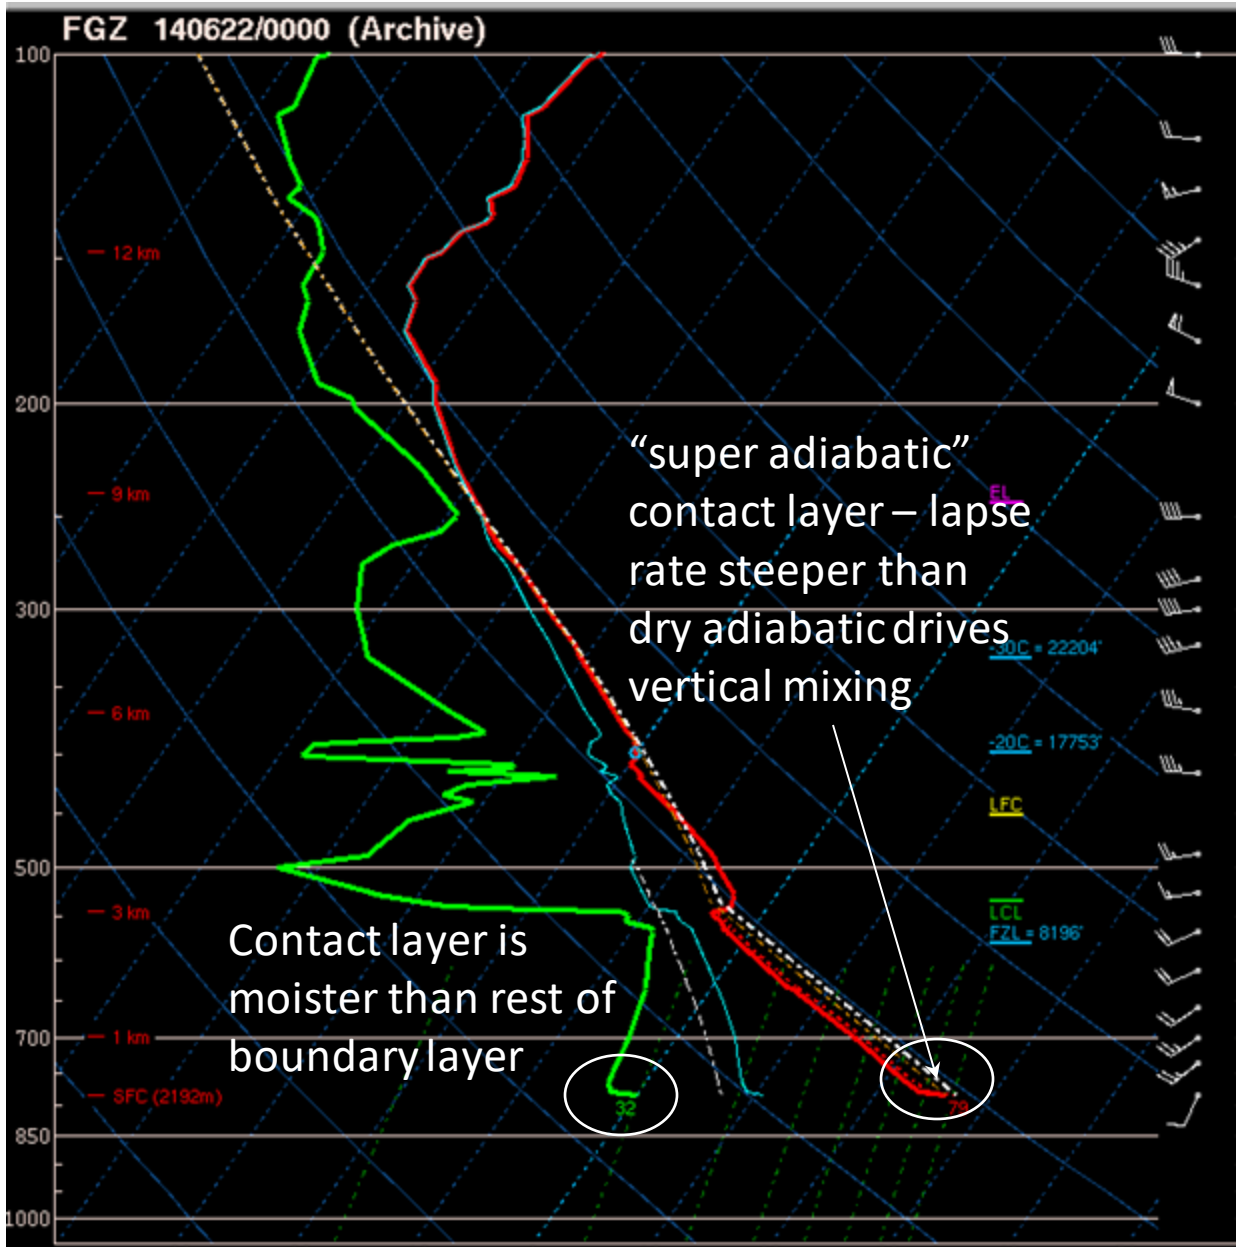 FGZ 140622/0000 (Archive)
100
12 km
200
“super adiabatic”
contact layer – lapse
rate steeper than
dry adiabatic drives
vertical mixing
EL
9 km
300
-30C = 22204'
6 km
-20C = 17753'
LFC
500
3 km
LCL
FZL = 8196'
Contact layer is
moister than rest of
boundary layer
700
1 km
SFC (2192m)
32
79
850
1000